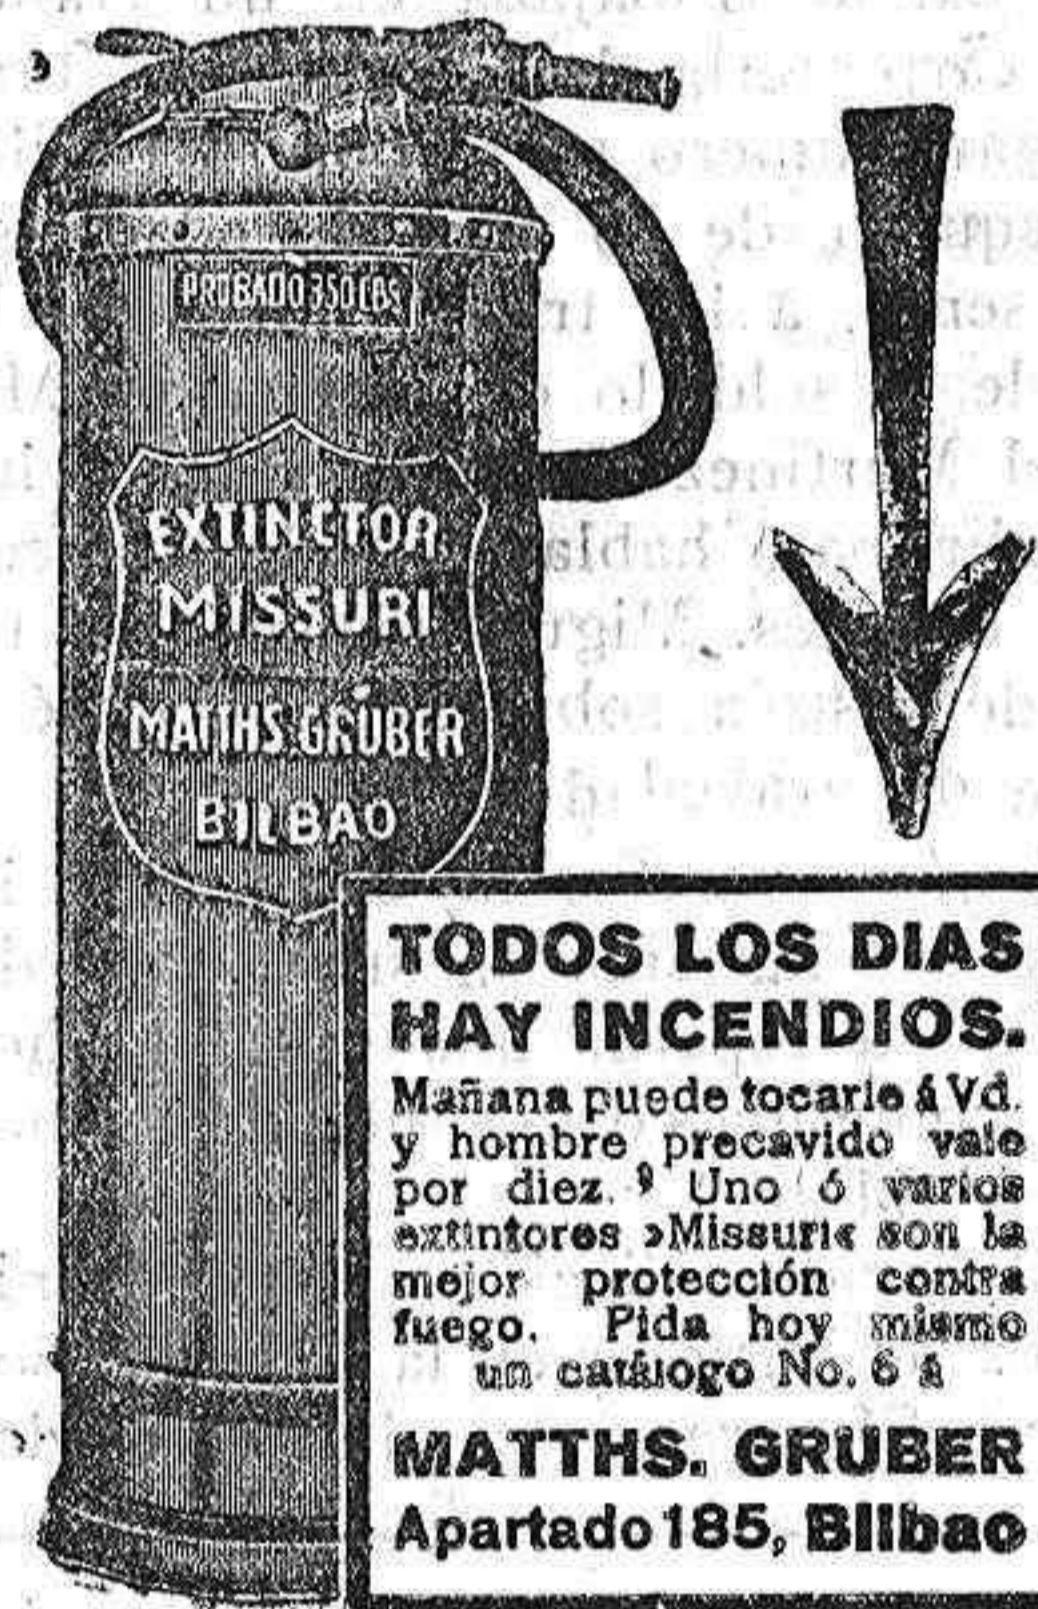 PROBADO 350 LBS
EXTINCTOR
MISSURI
MATTHS. GRUBER
BILBAO
TODOS LOS DIAS
HAY INCENDIOS.
Mañana puede tocarle á Vd.
y hombre precavido vale
por diez. Uno ó varios
extintores »Missuri« son la
mejor protección contra
fuego. Pida hoy mismo
un catálogo No. 6 á
MATTHS. GRUBER
Apartado 185, Bilbao